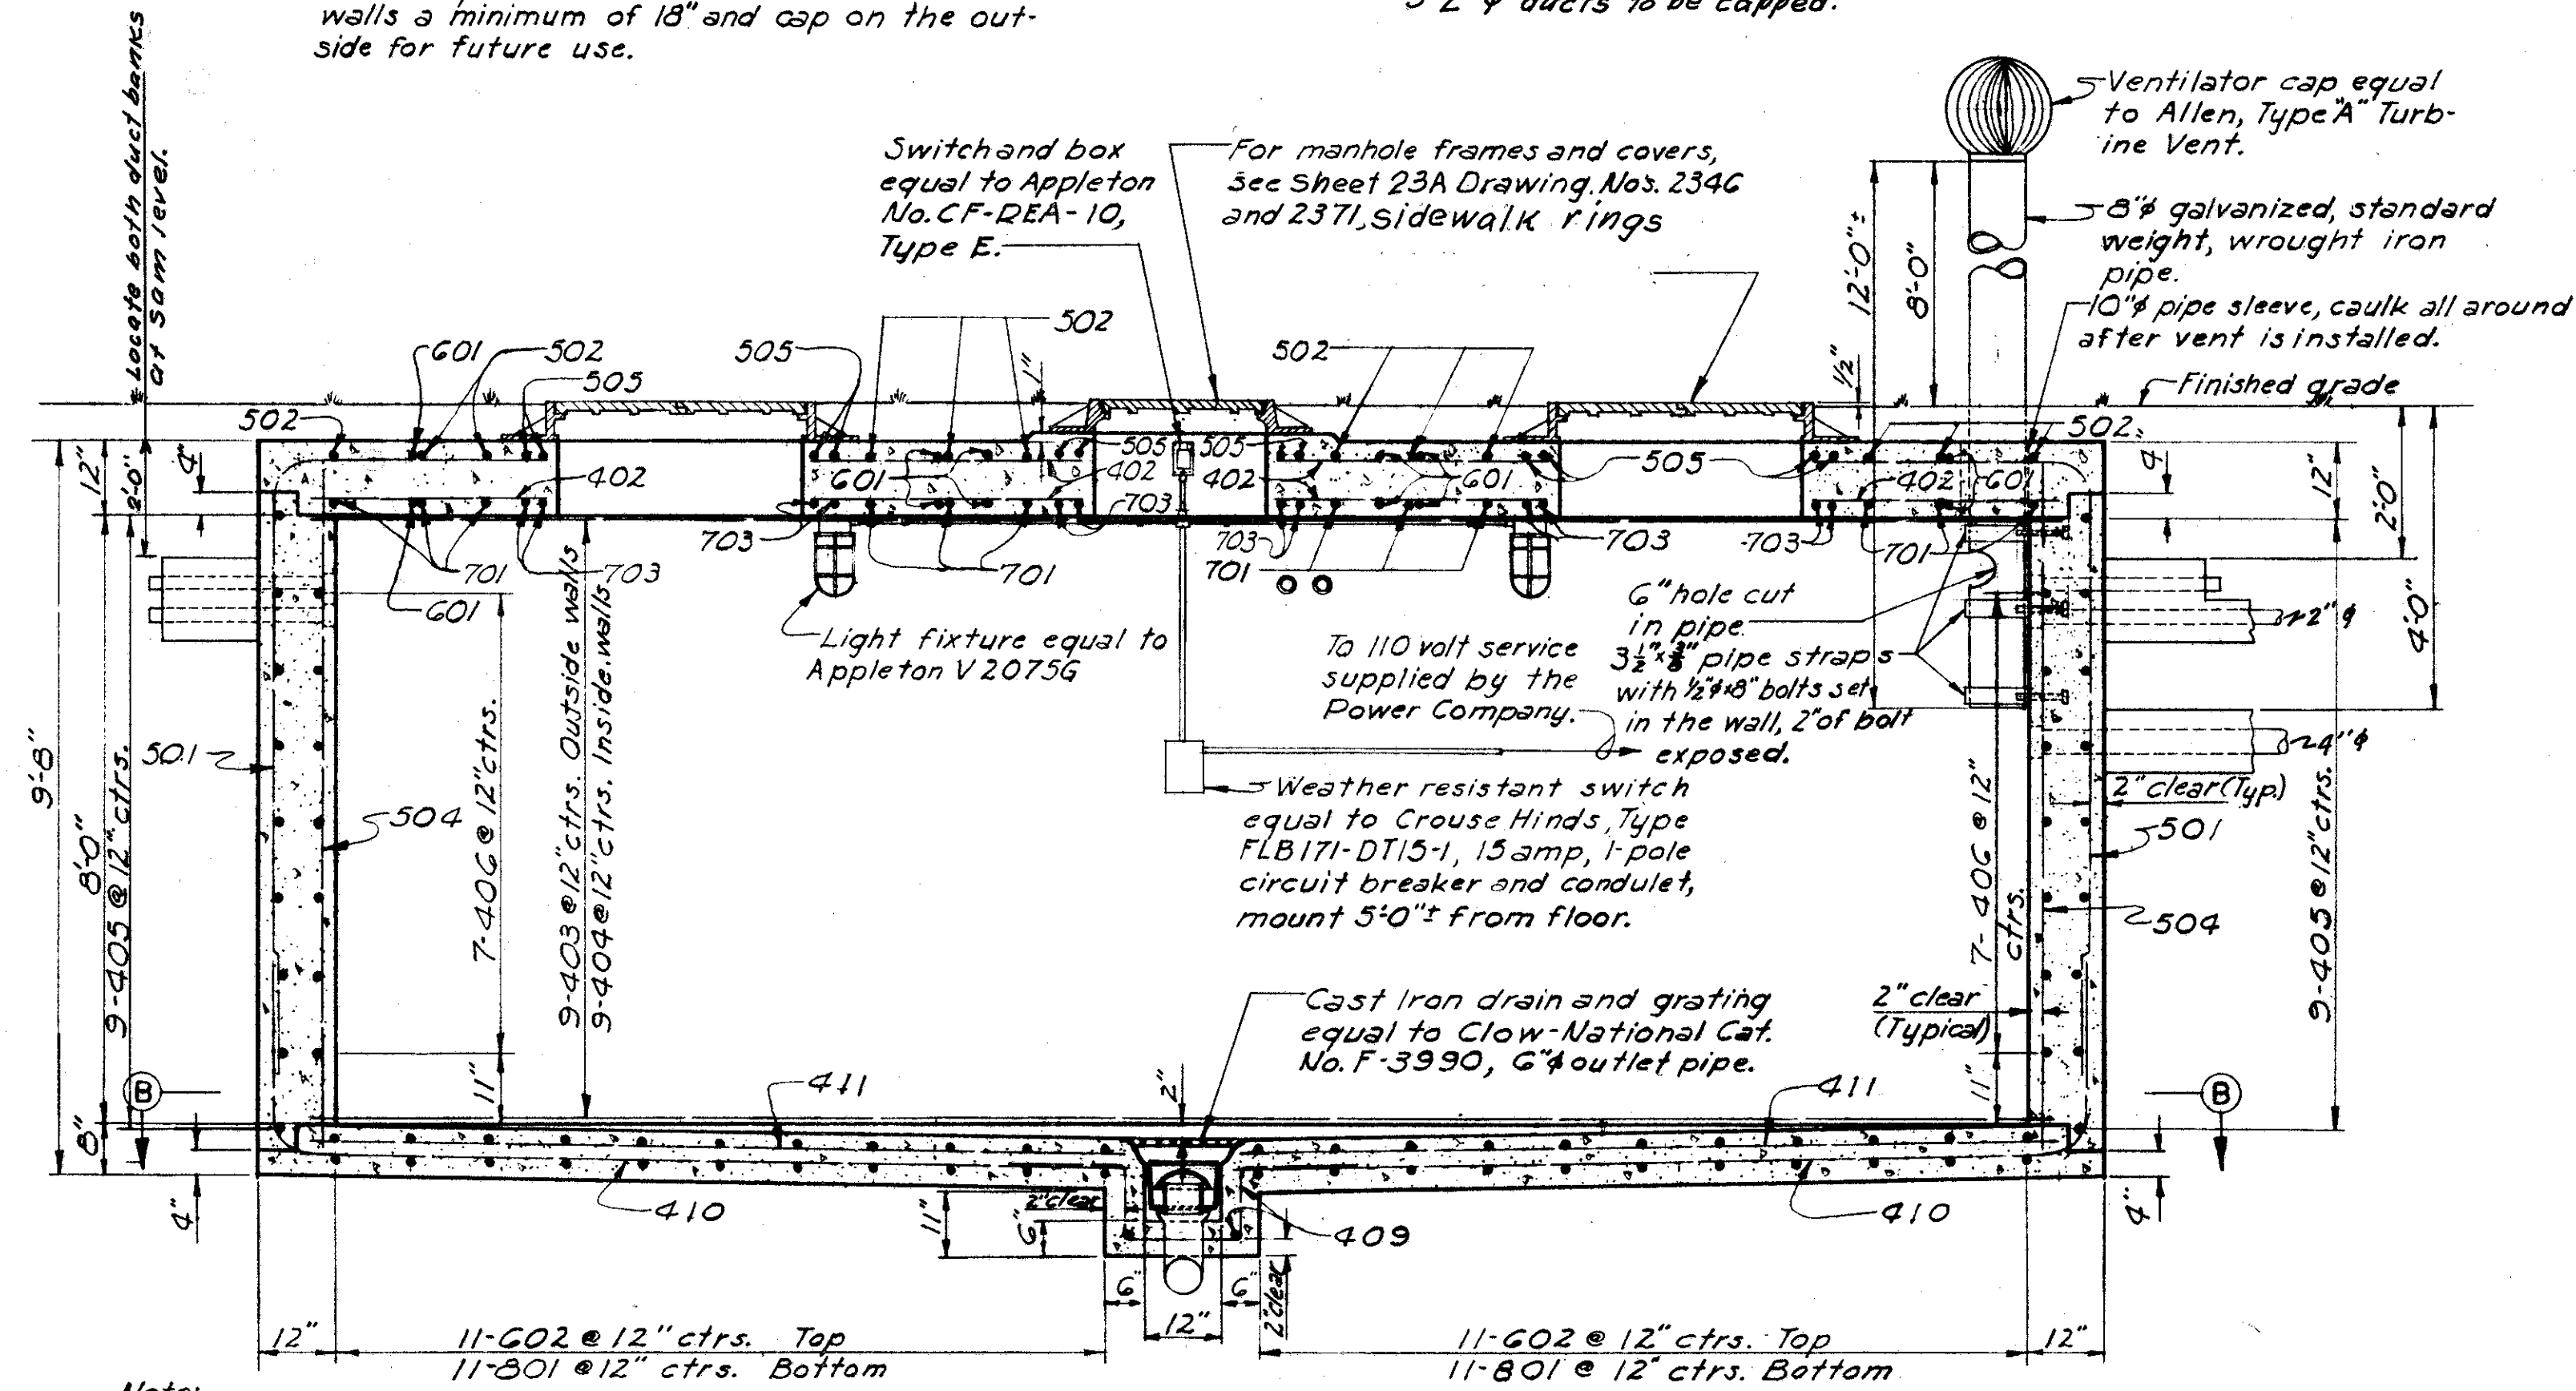 walls a minimum of 18" and cap on the out-
side for future use.
ducts to be capped.
Locate both duct banks
at sam level.
Switch and box
equal to Appleton
No. CF-DEA-10,
Type E.
For manhole frames and covers,
see Sheet 23A Drawing. Nos. 2346
and 2371, sidewalk rings
Ventilator cap equal
to Allen, Type "A" Turb-
ine Vent.
8"φ galvanized, standard
weight, wrought iron
pipe.
10"φ pipe sleeve, caulk all around
after vent is installed.
Finished grade
12'-0"±
8'-0"
1/2"
1"
601
502
505
505
502
502
502
502
505
505
505
402
601
402
402
601
402
601
703
701
703
601
703
701
703
701
703
703
701
12"
2'-0"
4"
4"
12"
2'-0"
4'-0"
2"φ
4"φ
Light fixture equal to
Appleton V 2075G
To 110 volt service
supplied by the
Power Company.
6" hole cut
in pipe
3½"x⅜" pipe straps
with ½"φx8" bolts set
in the wall, 2" of bolt
exposed.
Weather resistant switch
equal to Crouse Hinds, Type
FLB171-DT15-1, 15 amp, 1-pole
circuit breaker and condulet,
mount 5'-0"± from floor.
Cast Iron drain and grating
equal to Clow-National Cat.
No. F-3990, 6"φ outlet pipe.
9'-8"
8'-0"
9-405 @ 12" ctrs.
501
504
7-406 @ 12" ctrs.
9-403 @ 12" ctrs. Outside walls
9-404 @ 12" ctrs. Inside walls
7-406 @ 12"
ctrs.
2" clear (Typ.)
501
504
9-405 @ 12" ctrs.
2" clear
(Typical)
11"
11"
B
B
8"
4"
4"
2"
411
411
410
410
409
11"
6"
2" clear
6"
6"
12"
2" clear
12"
11-602 @ 12" ctrs. Top
11-801 @ 12" ctrs. Bottom
11-602 @ 12" ctrs. Top
11-801 @ 12" ctrs. Bottom
12"
Note: